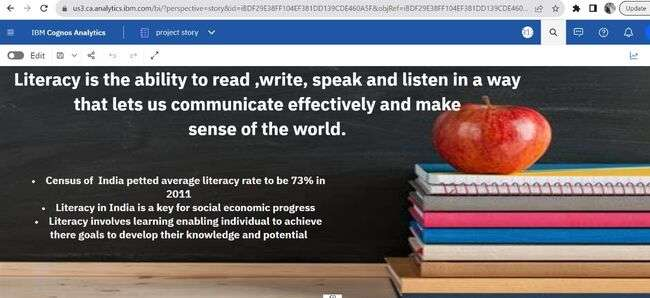 us3.ca.analytics.ibm.com/bi/?perspective=story&id=iBDF29E38FF104EF381DD139CDE460A5F&objRef=iBDF29E38FF104EF381DD139CDE460...
Update
IBM Cognos Analytics
project story
Edit
Literacy is the ability to read ,write, speak and listen in a way
that lets us communicate effectively and make
sense of the world.
• Census of India petted average literacy rate to be 73% in
2011
• Literacy in India is a key for social economic progress
• Literacy involves learning enabling individual to achieve
there goals to develop their knowledge and potential